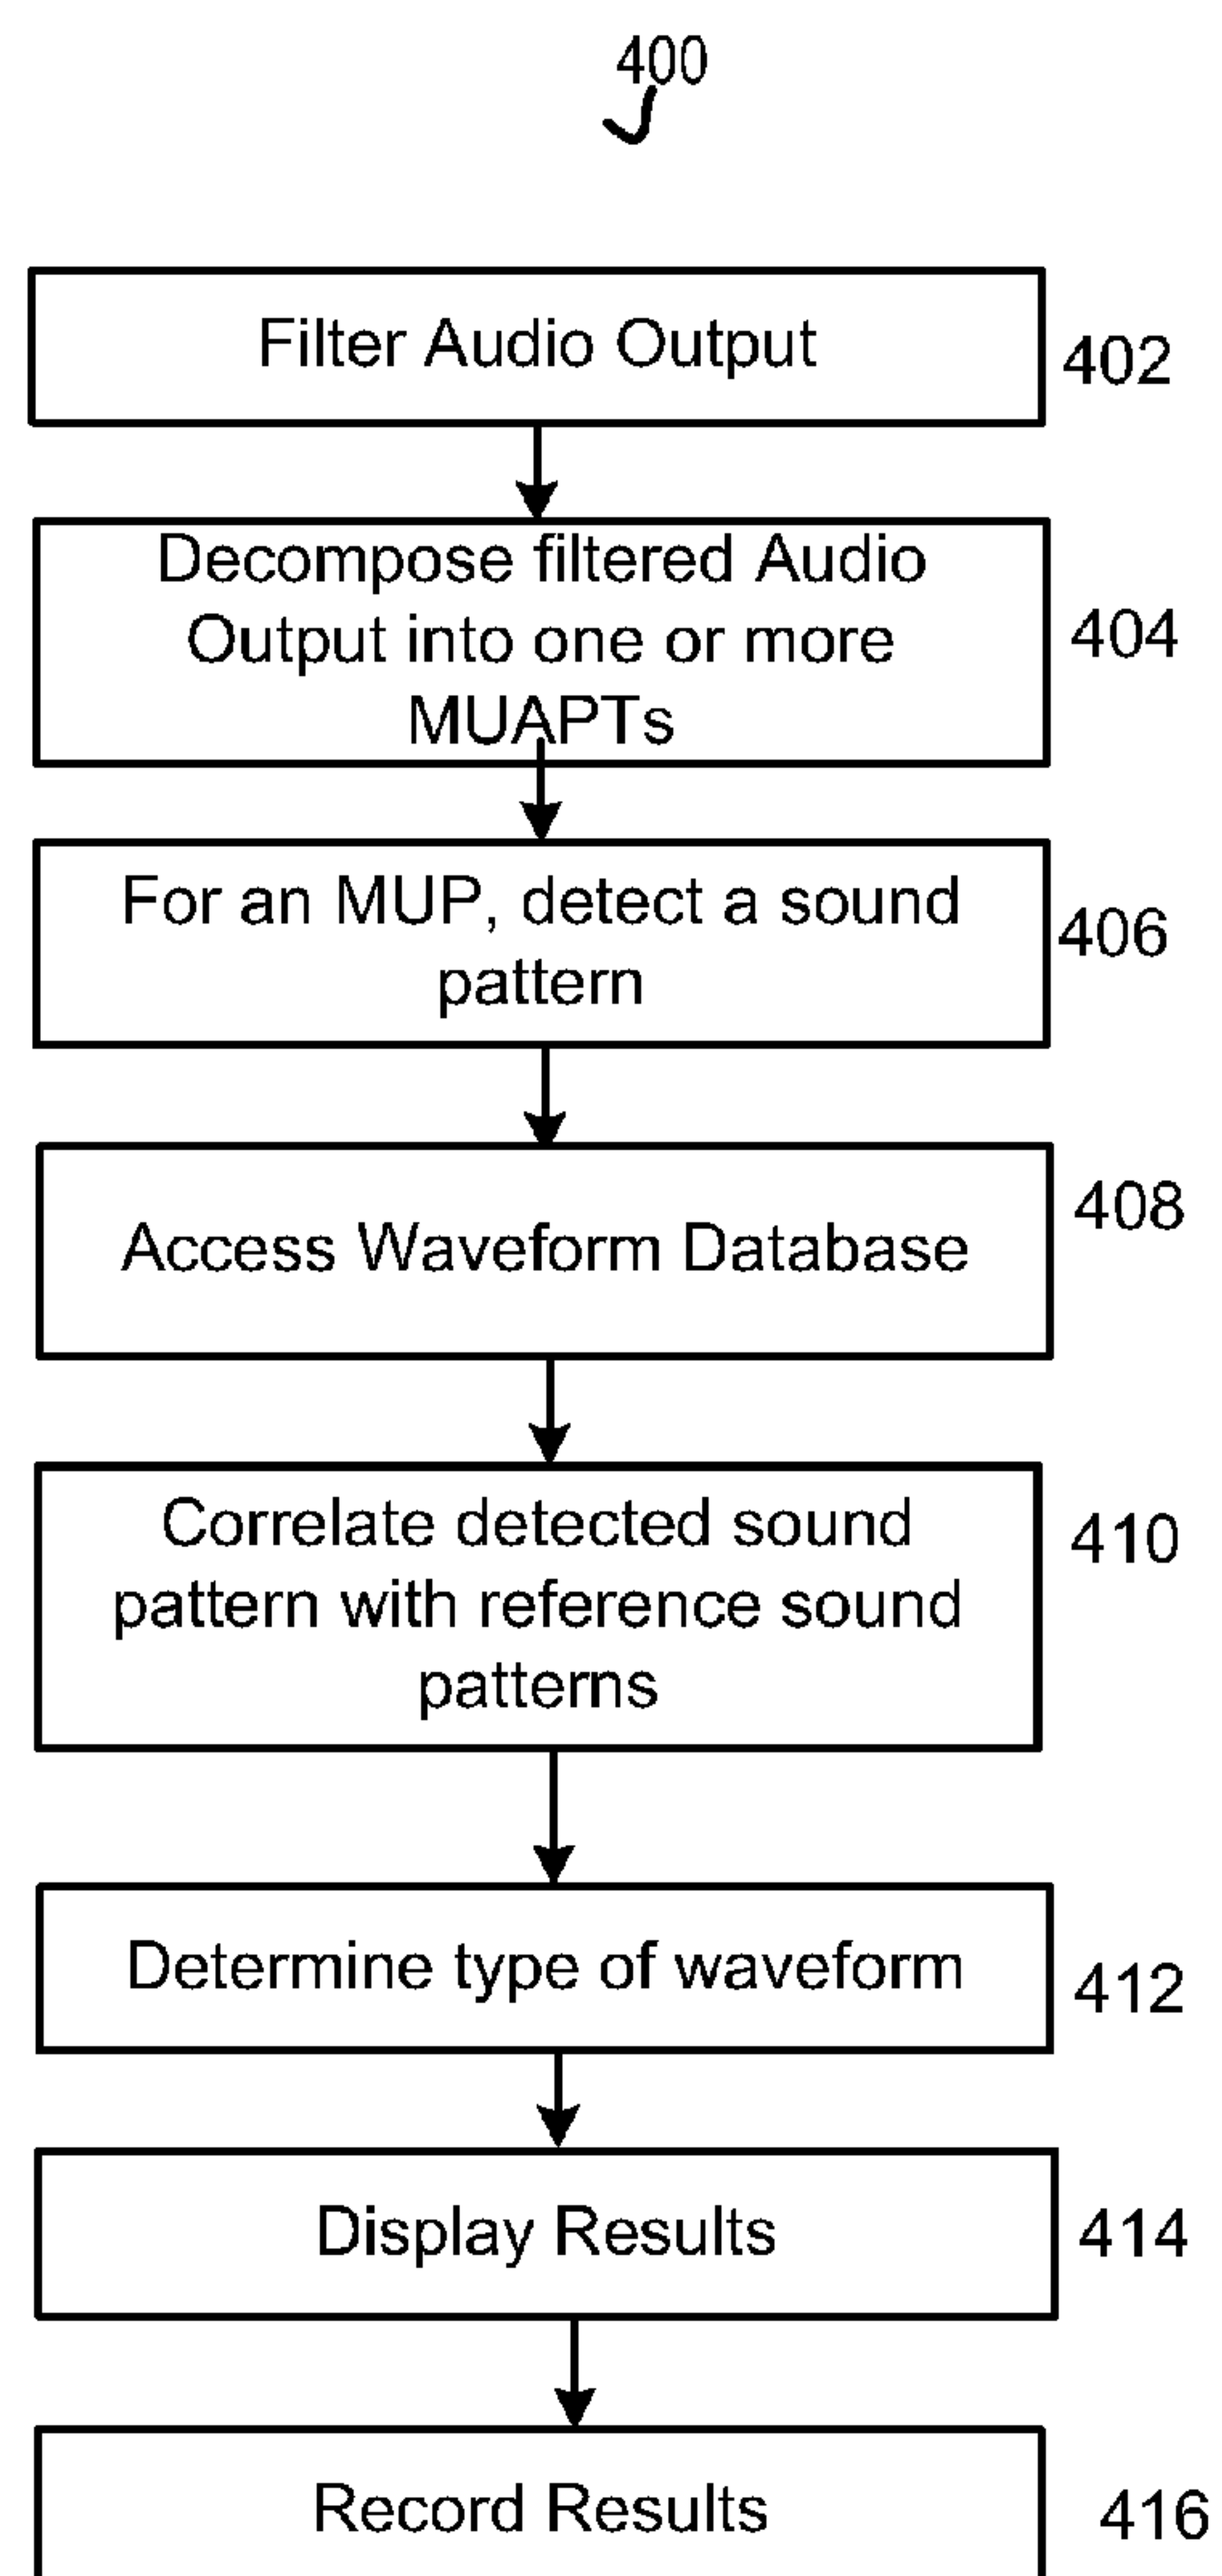 400
Filter Audio Output
402
Decompose filtered Audio
Output into one or more
MUAPTs
404
For an MUP, detect a sound
pattern
406
Access Waveform Database
408
Correlate detected sound
pattern with reference sound
patterns
410
Determine type of waveform
412
Display Results
414
Record Results
416